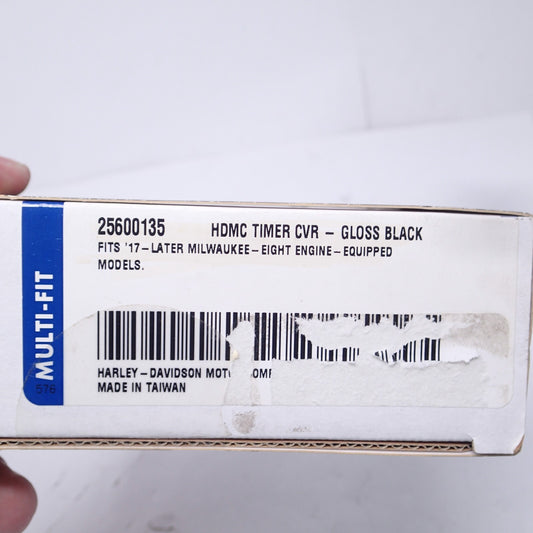 25600135 HDMC TIMER CVR – GLOSS BLACK
FITS '17–LATER MILWAUKEE–EIGHT ENGINE–EQUIPPED
MODELS.
MULTI-FIT
576
HARLEY–DAVIDSON
MADE IN TAIWAN